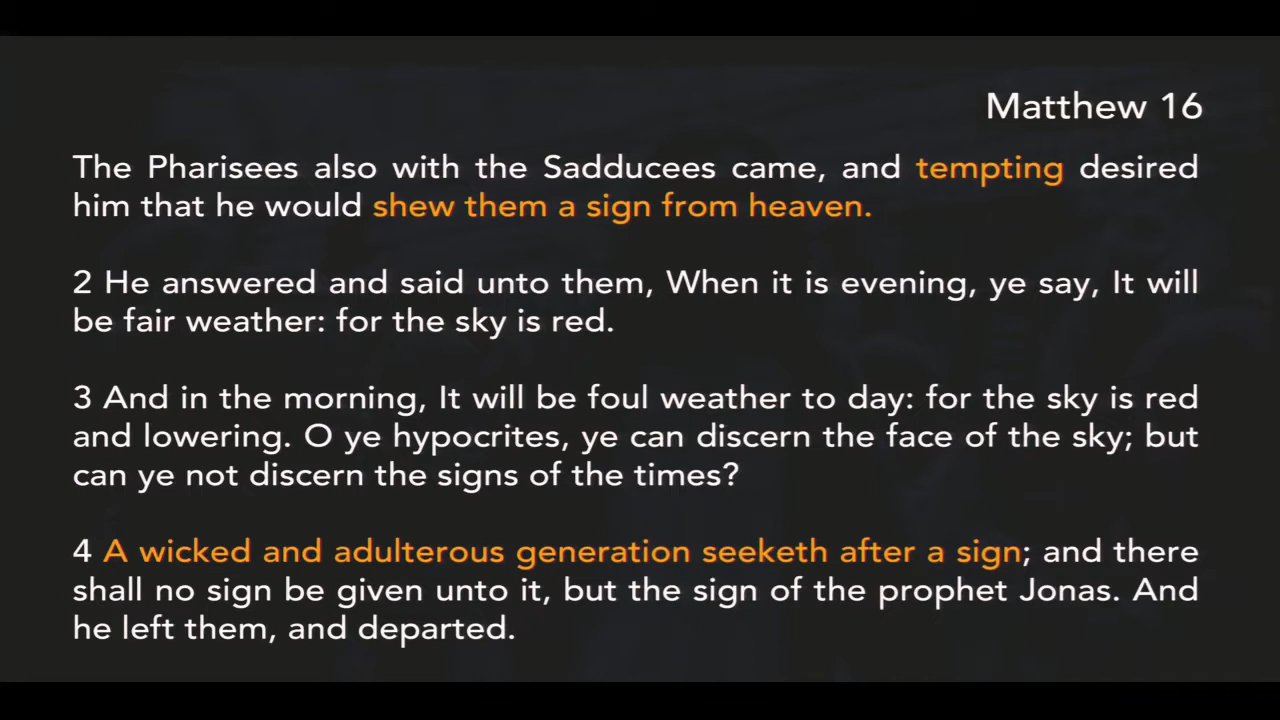 Matthew 16
The Pharisees also with the Sadducees came, and tempting desired
him that he would shew them a sign from heaven.
2 He answered and said unto them, When it is evening, ye say, It will
be fair weather: for the sky is red.
3 And in the morning, It will be foul weather to day: for the sky is red
and lowering. O ye hypocrites, ye can discern the face of the sky; but
can ye not discern the signs of the times?
4 A wicked and adulterous generation seeketh after a sign; and there
shall no sign be given unto it, but the sign of the prophet Jonas. And
he left them, and departed.